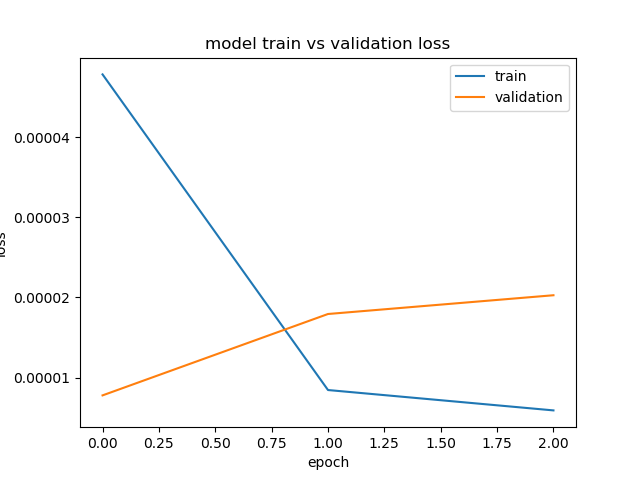 model train vs validation loss
train
validation
0.00004
0.00003
0.00002
0.00001
loss
0.00 0.25 0.50 0.75 1.00 1.25 1.50 1.75 2.00
epoch